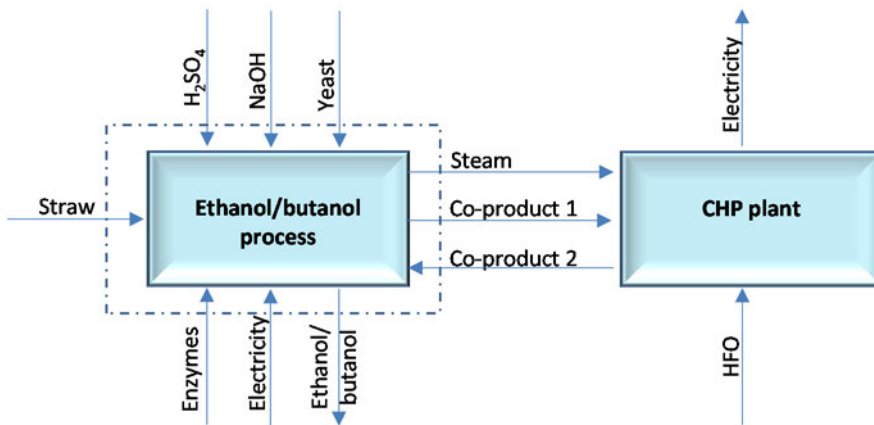 H₂SO₄
NaOH
Yeast
Electricity
Straw
Ethanol/butanol
process
Steam
Co-product 1
Co-product 2
CHP plant
Enzymes
Electricity
Ethanol/
butanol
HFO